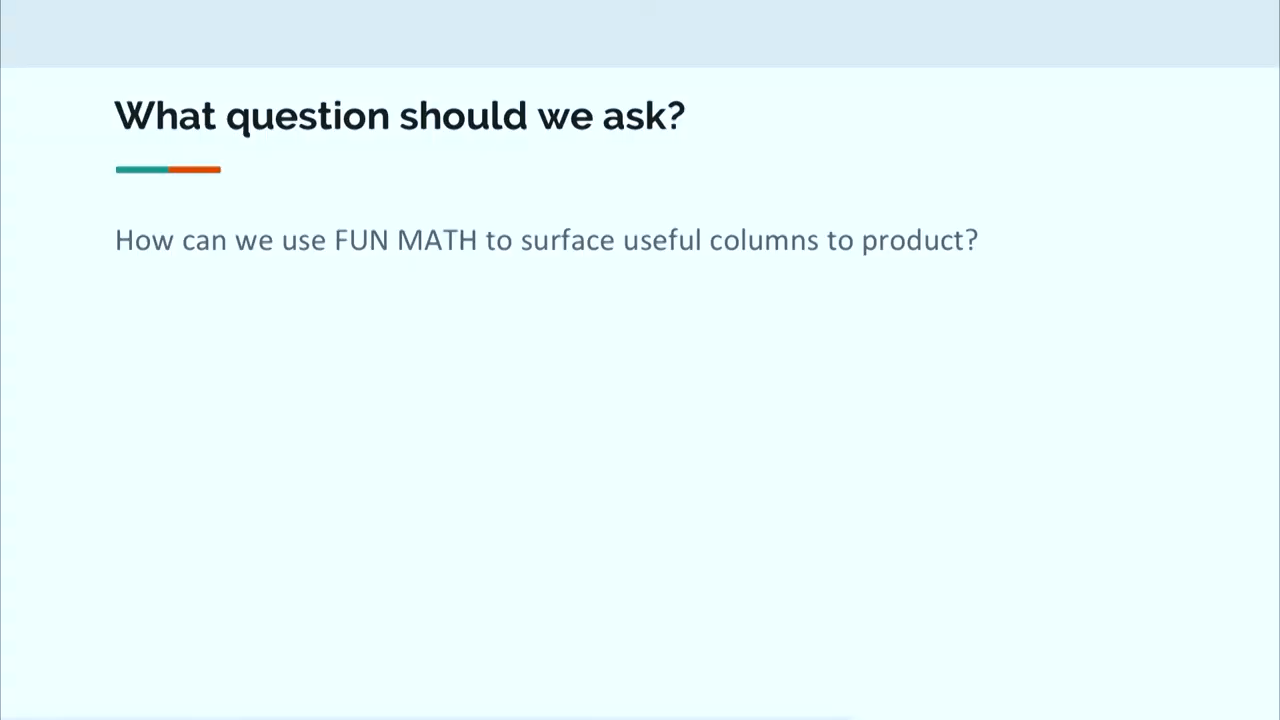 What question should we ask?
How can we use FUN MATH to surface useful columns to product?